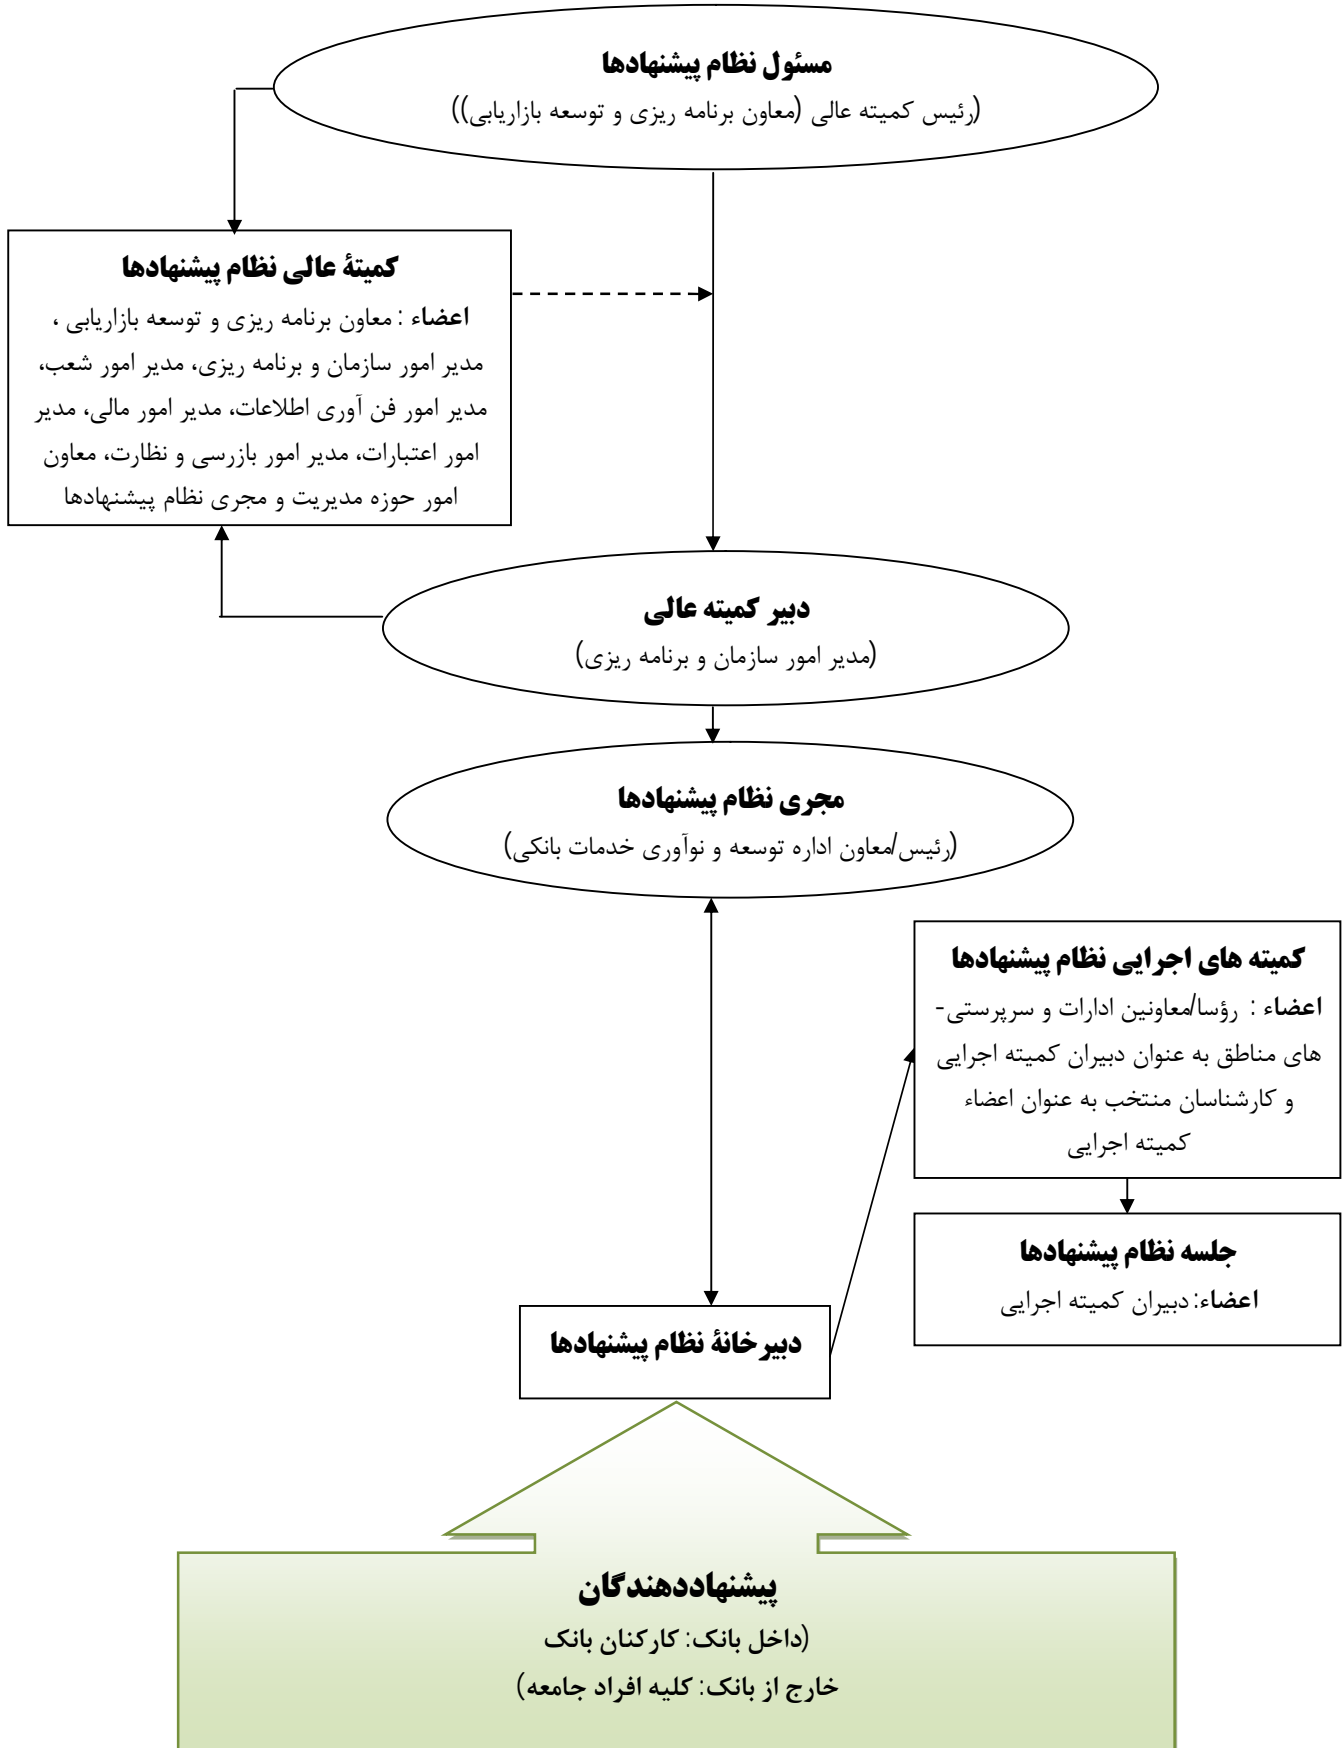 مسئول نظام پیشنهادها
(رئیس کمیته عالی (معاون برنامه ریزی و توسعه بازاریابی))
کمیتۀ عالی نظام پیشنهادها
اعضاء : معاون برنامه ریزی و توسعه بازاریابی ،
مدیر امور سازمان و برنامه ریزی، مدیر امور شعب،
مدیر امور فن آوری اطلاعات، مدیر امور مالی، مدیر
امور اعتبارات، مدیر امور بازرسی و نظارت، معاون
امور حوزه مدیریت و مجری نظام پیشنهادها
دبیر کمیته عالی
(مدیر امور سازمان و برنامه ریزی)
مجری نظام پیشنهادها
(رئیس/معاون اداره توسعه و نوآوری خدمات بانکی)
کمیته های اجرایی نظام پیشنهادها
اعضاء : رؤسا/معاونین ادارات و سرپرستی-
های مناطق به عنوان دبیران کمیته اجرایی
و کارشناسان منتخب به عنوان اعضاء
کمیته اجرایی
جلسه نظام پیشنهادها
اعضاء: دبیران کمیته اجرایی
دبیرخانۀ نظام پیشنهادها
پیشنهاددهندگان
(داخل بانک: کارکنان بانک
خارج از بانک: کلیه افراد جامعه)